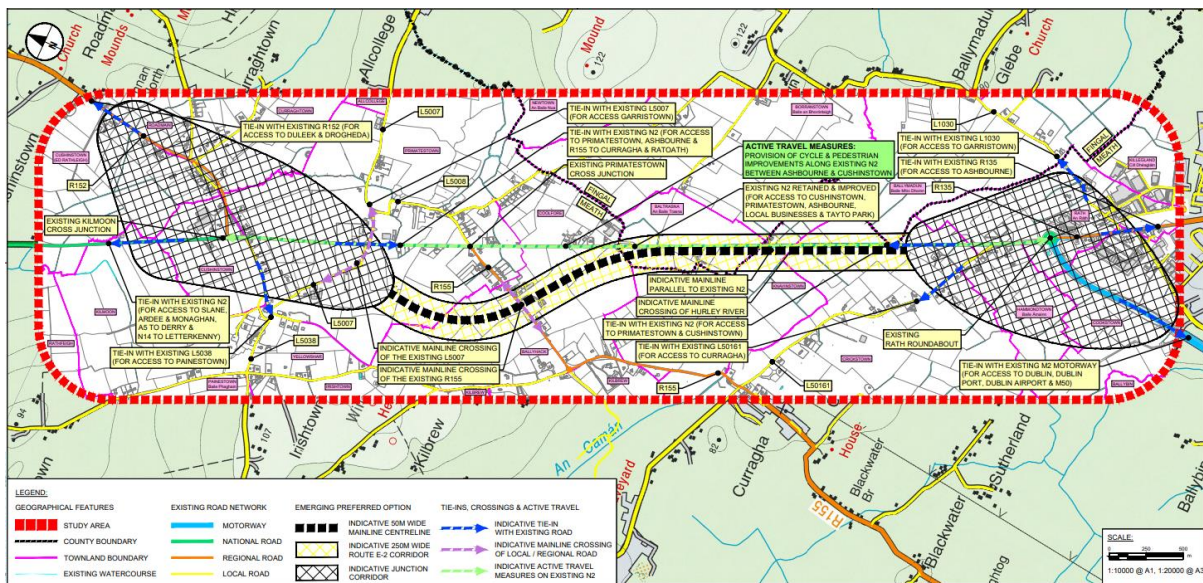 Church
Mounds
Allcollege
Mound
122
122
Glebe
Church
L5007
TIE-IN WITH EXISTING R152 (FOR
ACCESS TO DULEEK & DROGHEDA)
TIE-IN WITH EXISTING L5007
(FOR ACCESS GARRISTOWN)
TIE-IN WITH EXISTING N2 (FOR ACCESS
TO PRIMATESTOWN, ASHBOURNE &
R155 TO CURRAGHA & RATOATH)
EXISTING PRIMATESTOWN
CROSS JUNCTION
L5008
R152
EXISTING KILMOON
CROSS JUNCTION
FINGAL
MEATH
ACTIVE TRAVEL MEASURES:
PROVISION OF CYCLE & PEDESTRIAN
IMPROVEMENTS ALONG EXISTING N2
BETWEEN ASHBOURNE & CUSHINSTOWN
EXISTING N2 RETAINED & IMPROVED
(FOR ACCESS TO CUSHINSTOWN,
PRIMATESTOWN, ASHBOURNE,
LOCAL BUSINESSES & TAYTO PARK)
L1030
TIE-IN WITH EXISTING L1030
(FOR ACCESS TO GARRISTOWN)
TIE-IN WITH EXISTING R135
(FOR ACCESS TO ASHBOURNE)
R135
FINGAL
MEATH
TIE-IN WITH EXISTING N2
(FOR ACCESS TO SLANE,
ARDEE & MONAGHAN,
A5 TO DERRY &
N14 TO LETTERKENNY)
TIE-IN WITH EXISTING L5038
(FOR ACCESS TO PAINESTOWN)
L5038
L5007
R155
INDICATIVE MAINLINE CROSSING
OF THE EXISTING L5007
INDICATIVE MAINLINE CROSSING
OF THE EXISTING R155
INDICATIVE MAINLINE
PARALLEL TO EXISTING N2
INDICATIVE MAINLINE
CROSSING OF HURLEY RIVER
TIE-IN WITH EXISTING N2 (FOR ACCESS
TO PRIMATESTOWN & CUSHINSTOWN)
TIE-IN WITH EXISTING L50161
(FOR ACCESS TO CURRAGHA)
R155
L50161
EXISTING
RATH ROUNDABOUT
TIE-IN WITH EXISTING M2 MOTORWAY
(FOR ACCESS TO DUBLIN, DUBLIN
PORT, DUBLIN AIRPORT & M50)
94
107
Irishtown
Kilbrew
An Camán
82
Curragha
House
Blackwater
Br
Blackwater
Sutherland
R155
LEGEND:
GEOGRAPHICAL FEATURES
STUDY AREA
COUNTY BOUNDARY
TOWNLAND BOUNDARY
EXISTING WATERCOURSE
EXISTING ROAD NETWORK
MOTORWAY
NATIONAL ROAD
REGIONAL ROAD
LOCAL ROAD
EMERGING PREFERRED OPTION
INDICATIVE 50M WIDE
MAINLINE CENTRELINE
INDICATIVE 250M WIDE
ROUTE E-2 CORRIDOR
INDICATIVE JUNCTION
CORRIDOR
TIE-INS, CROSSINGS & ACTIVE TRAVEL
INDICATIVE TIE-IN
WITH EXISTING ROAD
INDICATIVE MAINLINE CROSSING
OF LOCAL / REGIONAL ROAD
INDICATIVE ACTIVE TRAVEL
MEASURES ON EXISTING N2
SCALE:
1:10000 @ A1, 1:20000 @ A3